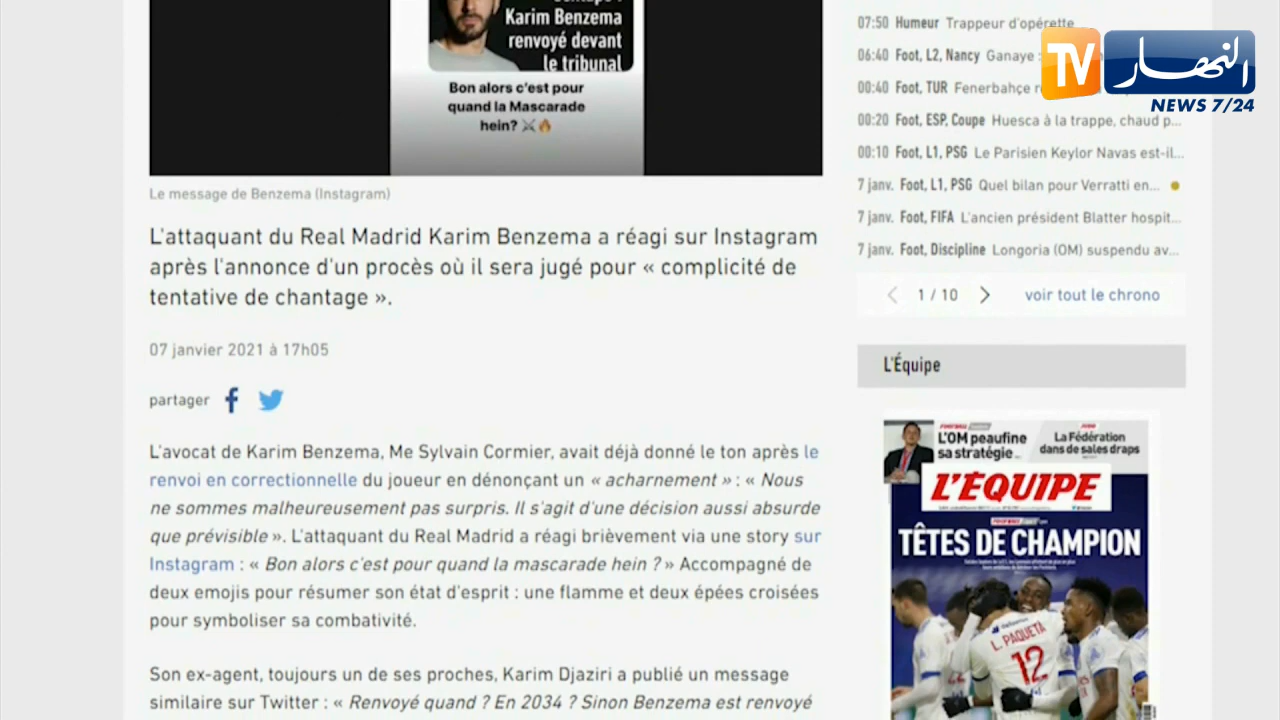 Karim Benzema
renvoyé devant
le tribunal
Bon alors c'est pour
quand la Mascarade
hein? ⚔🔥
Le message de Benzema (Instagram)
L'attaquant du Real Madrid Karim Benzema a réagi sur Instagram
après l'annonce d'un procès où il sera jugé pour « complicité de
tentative de chantage ».
07 janvier 2021 à 17h05
partager
L'avocat de Karim Benzema, Me Sylvain Cormier, avait déjà donné le ton après le
renvoi en correctionnelle du joueur en dénonçant un « acharnement » : « Nous
ne sommes malheureusement pas surpris. Il s'agit d'une décision aussi absurde
que prévisible ». L'attaquant du Real Madrid a réagi brièvement via une story sur
Instagram : « Bon alors c'est pour quand la mascarade hein ? » Accompagné de
deux emojis pour résumer son état d'esprit : une flamme et deux épées croisées
pour symboliser sa combativité.
Son ex-agent, toujours un de ses proches, Karim Djaziri a publié un message
similaire sur Twitter : « Renvoyé quand ? En 2034 ? Sinon Benzema est renvoyé
07:50 Humeur Trappeur d'opérette
06:40 Foot, L2, Nancy Ganaye :
00:40 Foot, TUR Fenerbahçe
00:20 Foot, ESP, Coupe Huesca à la trappe, chaud p...
00:10 Foot, L1, PSG Le Parisien Keylor Navas est-il...
7 janv. Foot, L1, PSG Quel bilan pour Verratti en...
7 janv. Foot, FIFA L'ancien président Blatter hospit...
7 janv. Foot, Discipline Longoria (OM) suspendu av...
1 / 10 voir tout le chrono
L'Équipe
L'OM peaufine
sa stratégie
La Fédération
dans de sales draps
L'ÉQUIPE
TÊTES DE CHAMPION
L. PAQUETA
12
TV النهار
NEWS 7/24